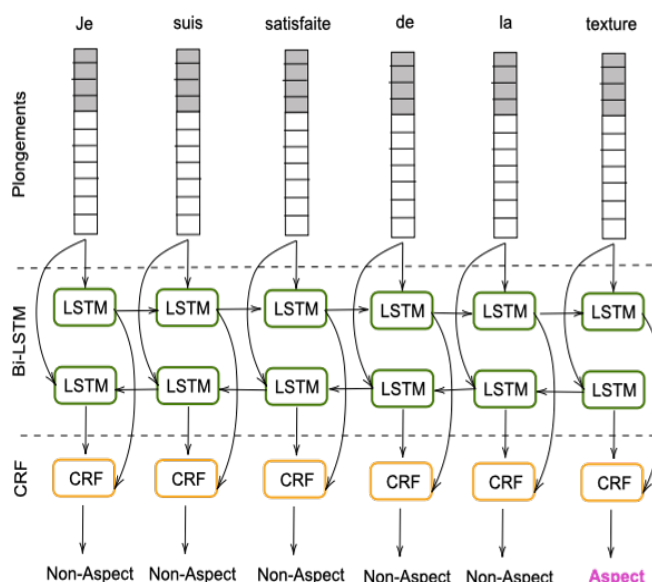 Je suis satisfaite de la texture
Plongements
Bi-LSTM
LSTM LSTM LSTM LSTM LSTM LSTM
LSTM LSTM LSTM LSTM LSTM LSTM
CRF
CRF CRF CRF CRF CRF CRF
Non-Aspect Non-Aspect Non-Aspect Non-Aspect Non-Aspect Aspect